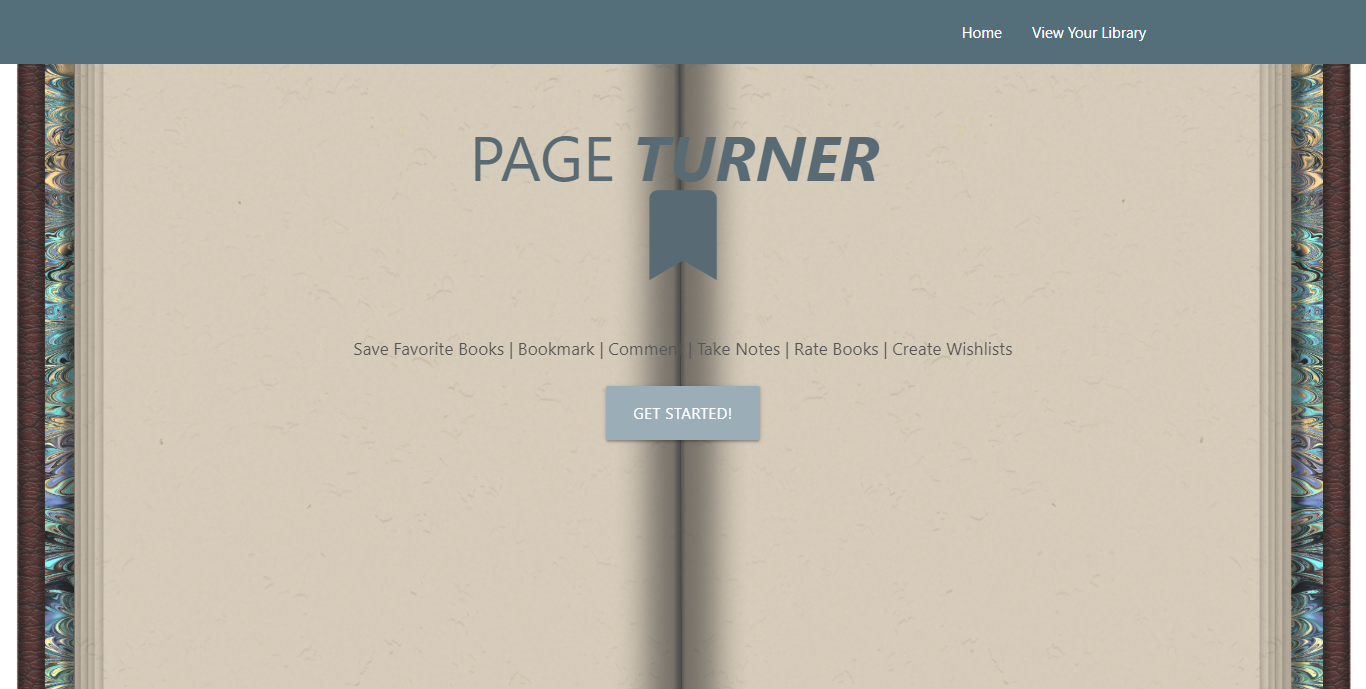 Home View Your Library
PAGE TURNER
Save Favorite Books | Bookmark | Comment | Take Notes | Rate Books | Create Wishlists
GET STARTED!